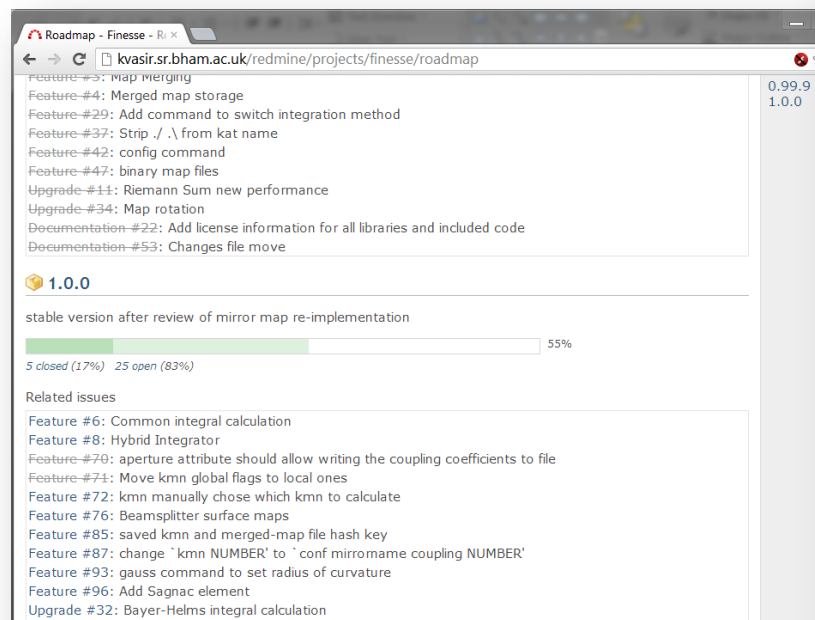 Roadmap - Finesse - R
kvasir.sr.bham.ac.uk/redmine/projects/finesse/roadmap
Feature #3: Map Merging
Feature #4: Merged map storage
Feature #29: Add command to switch integration method
Feature #37: Strip ./ .\ from kat name
Feature #42: config command
Feature #47: binary map files
Upgrade #11: Riemann Sum new performance
Upgrade #34: Map rotation
Documentation #22: Add license information for all libraries and included code
Documentation #53: Changes file move
1.0.0
stable version after review of mirror map re-implementation
55%
5 closed (17%) 25 open (83%)
Related issues
Feature #6: Common integral calculation
Feature #8: Hybrid Integrator
Feature #70: aperture attribute should allow writing the coupling coefficients to file
Feature #71: Move kmn global flags to local ones
Feature #72: kmn manually chose which kmn to calculate
Feature #76: Beamsplitter surface maps
Feature #85: saved kmn and merged-map file hash key
Feature #87: change `kmn NUMBER' to `conf mirrorname coupling NUMBER'
Feature #93: gauss command to set radius of curvature
Feature #96: Add Sagnac element
Upgrade #32: Bayer-Helms integral calculation
0.99.9
1.0.0